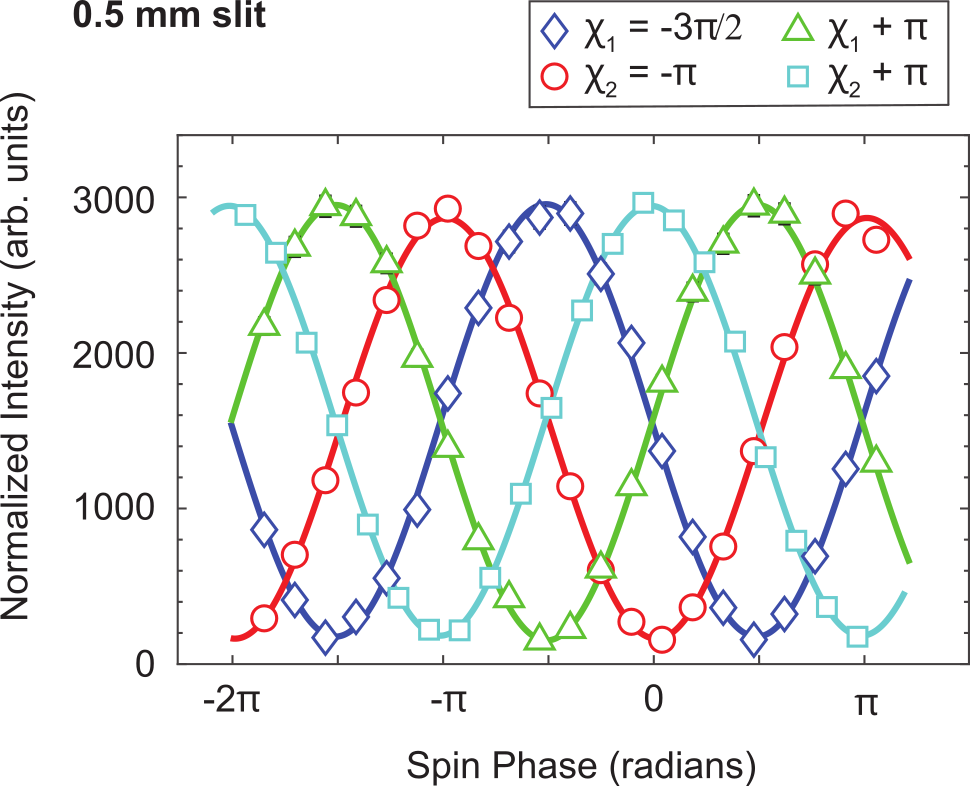 0.5 mm slit
χ₁ = -3π/2
χ₁ + π
χ₂ = -π
χ₂ + π
Normalized Intensity (arb. units)
3000
2000
1000
0
-2π
-π
0
π
Spin Phase (radians)